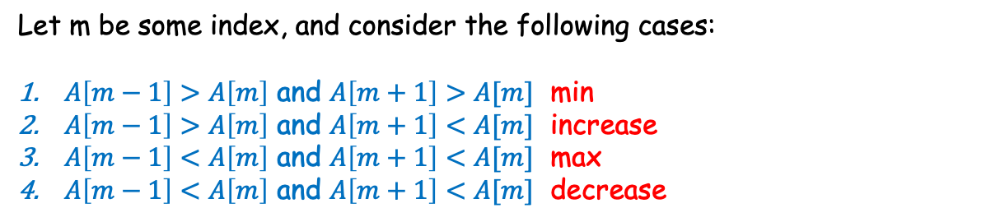 Let m be some index, and consider the following cases:
1. A[m − 1] > A[m] and A[m + 1] > A[m] min
2. A[m − 1] > A[m] and A[m + 1] < A[m] increase
3. A[m − 1] < A[m] and A[m + 1] < A[m] max
4. A[m − 1] < A[m] and A[m + 1] < A[m] decrease